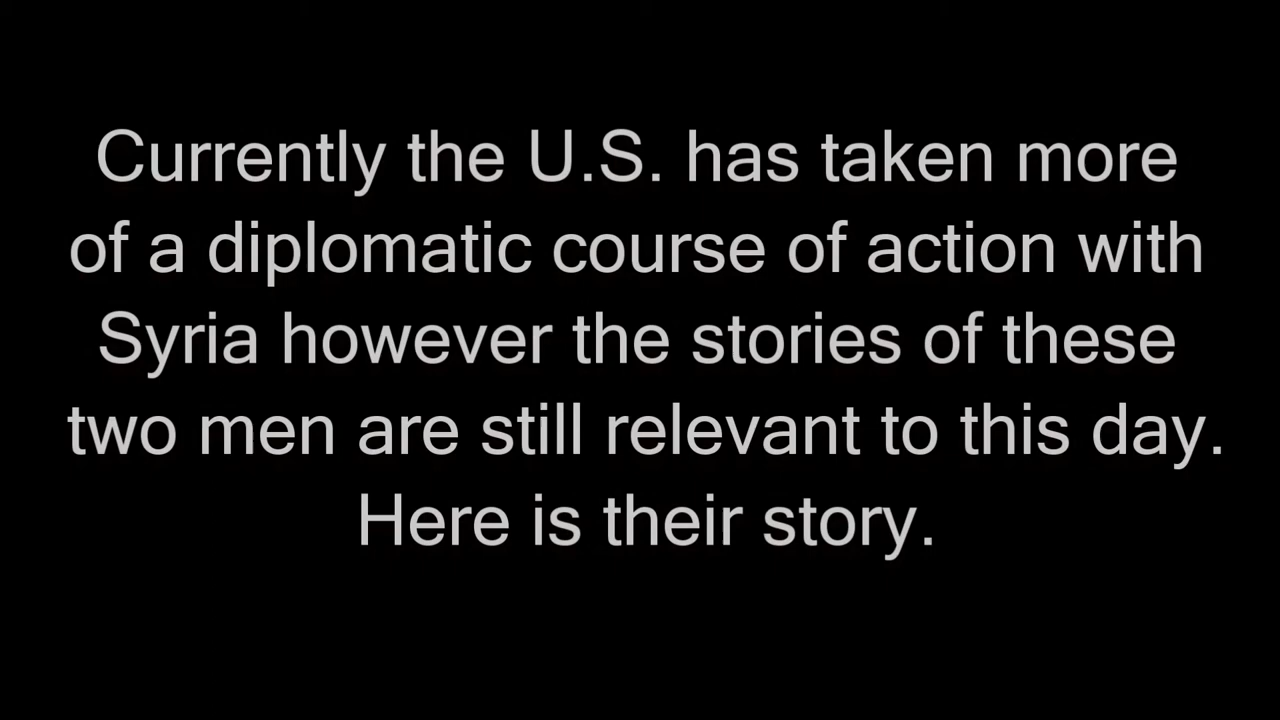 Currently the U.S. has taken more
of a diplomatic course of action with
Syria however the stories of these
two men are still relevant to this day.
Here is their story.